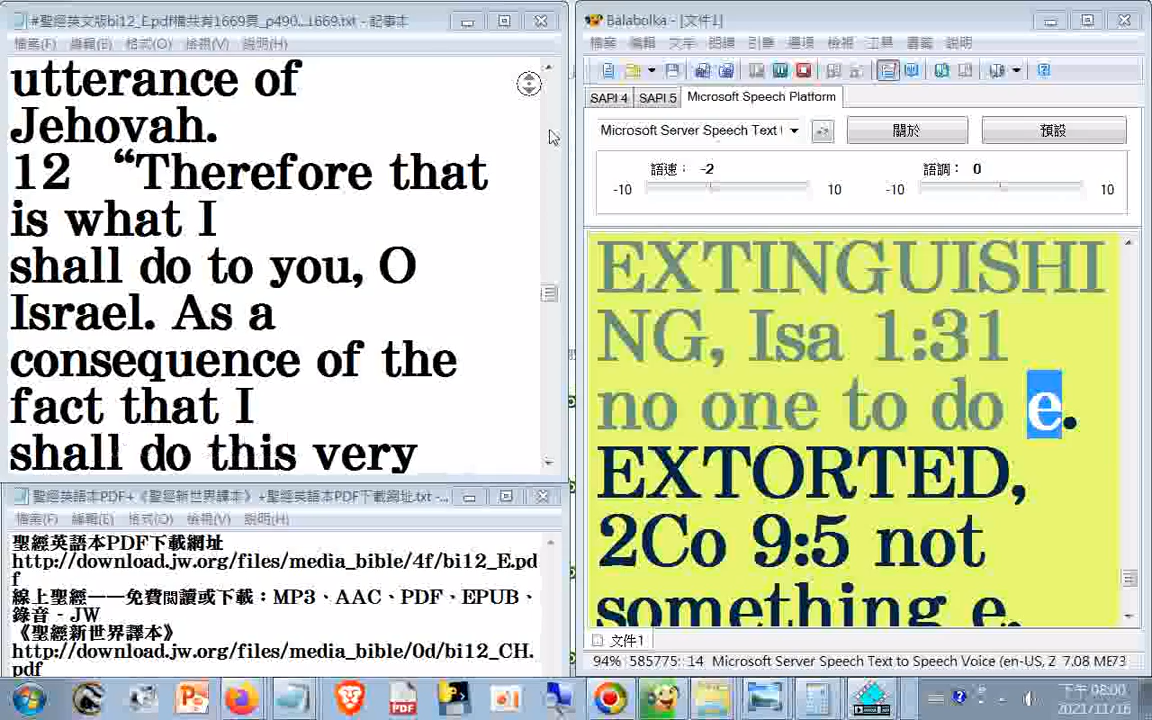 #聖經英文版bi12_E.pdf檔共有1669頁_p490...1669.txt - 記事本
檔案(F) 編輯(E) 格式(O) 檢視(V) 說明(H)
utterance of
Jehovah.
12 “Therefore that
is what I
shall do to you, O
Israel. As a
consequence of the
fact that I
shall do this very
聖經英語本PDF+《聖經新世界譯本》+聖經英語本PDF下載網址.txt - ...
檔案(F) 編輯(E) 格式(O) 檢視(V) 說明(H)
聖經英語本PDF下載網址
http://download.jw.org/files/media_bible/4f/bi12_E.pd
f
線上聖經——免費閱讀或下載：MP3、AAC、PDF、EPUB、
錄音 - JW
《聖經新世界譯本》
http://download.jw.org/files/media_bible/0d/bi12_CH.
pdf
Balabolka - [文件1]
檔案 編輯 文字 朗讀 引擎 選項 檢視 工具 書籤 說明
SAPI 4 SAPI 5 Microsoft Speech Platform
Microsoft Server Speech Text 關於 預設
語速： -2 語調： 0
-10 10 -10 10
EXTINGUISHI
NG, Isa 1:31
no one to do e.
EXTORTED,
2Co 9:5 not
something e.
文件1
94% 585775: 14 Microsoft Server Speech Text to Speech Voice (en-US, Z 7.08 ME73
PDF
下午 08:00
2021/11/16